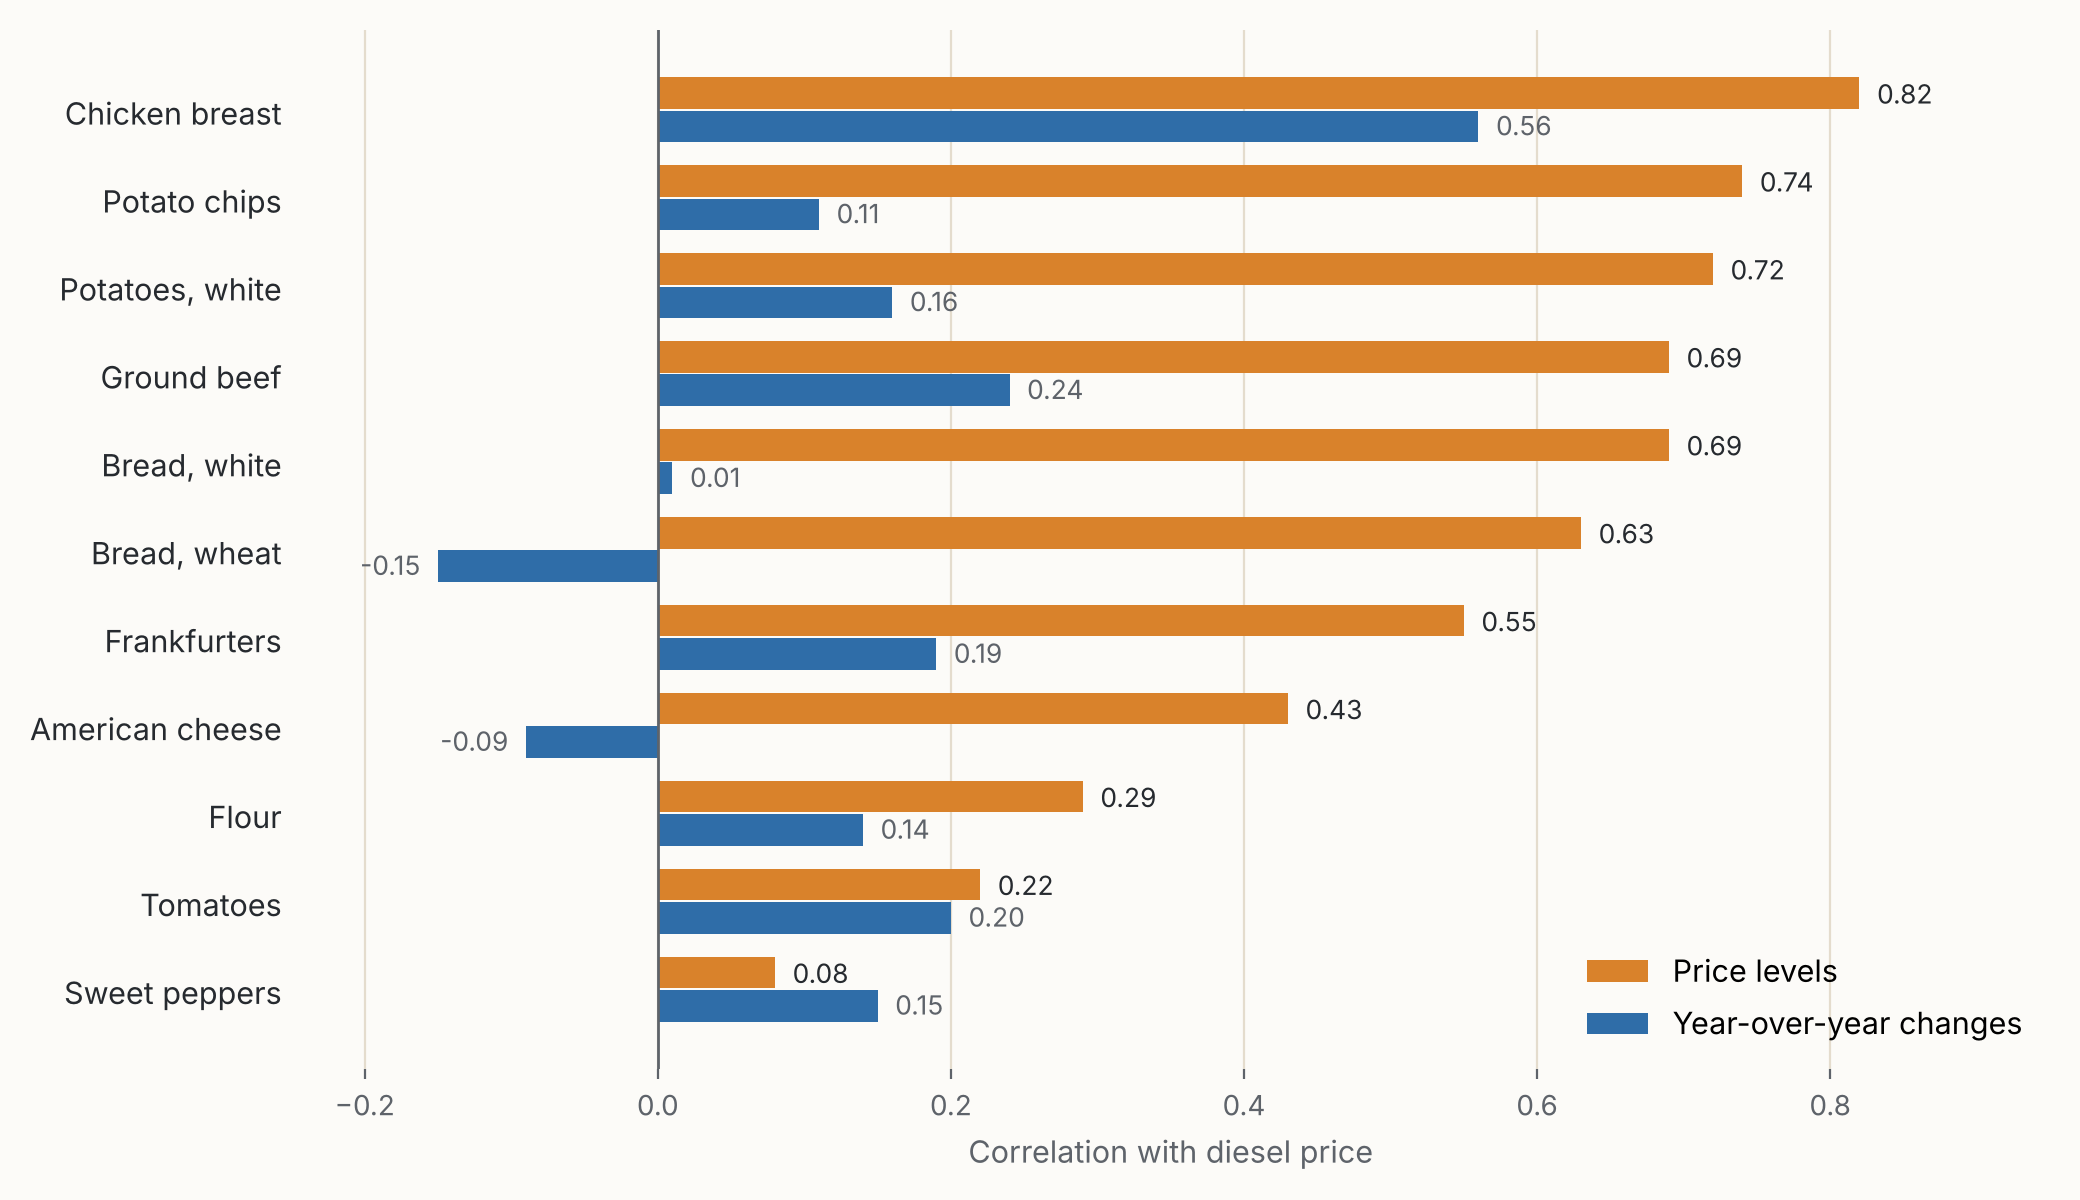 Chicken breast
0.82
0.56
Potato chips
0.74
0.11
Potatoes, white
0.72
0.16
Ground beef
0.69
0.24
Bread, white
0.69
0.01
Bread, wheat
0.63
−0.15
Frankfurters
0.55
0.19
American cheese
0.43
−0.09
Flour
0.29
0.14
Tomatoes
0.22
0.20
Sweet peppers
0.08
0.15
Price levels
Year-over-year changes
−0.2 0.0 0.2 0.4 0.6 0.8
Correlation with diesel price